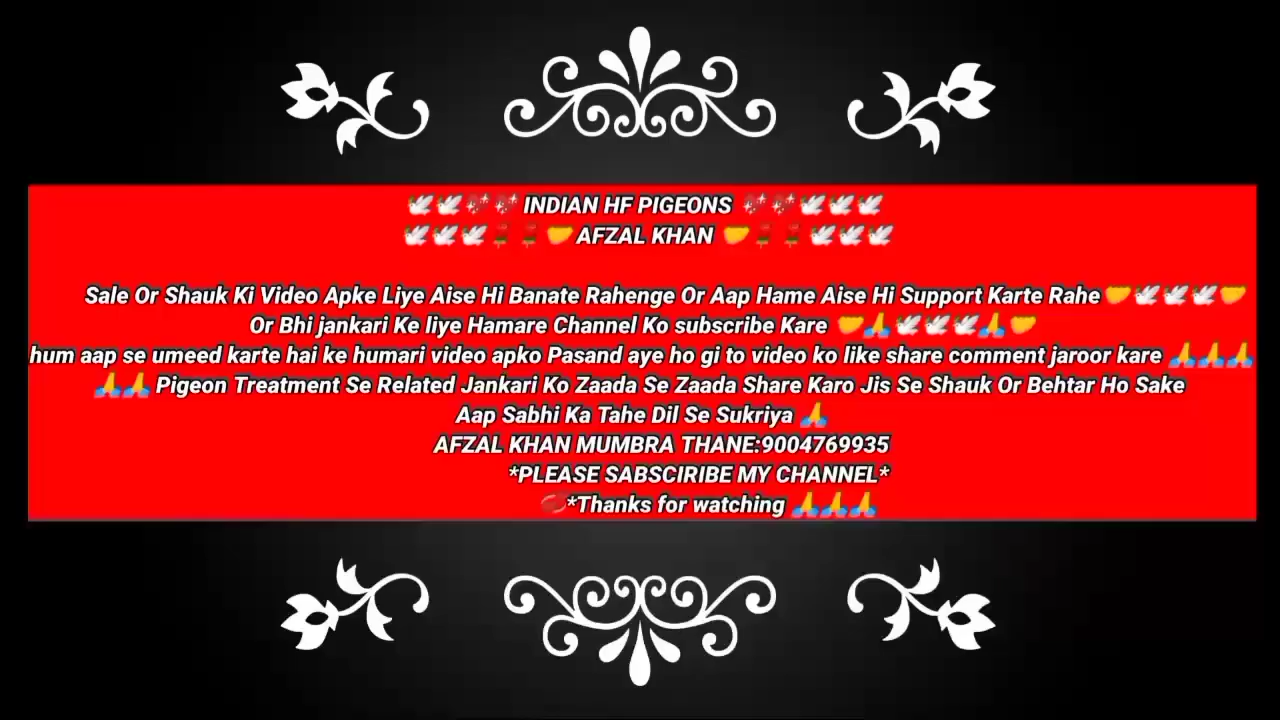 🕊🕊 INDIAN HF PIGEONS 🕊🕊🕊
🕊🕊🕊🌹🌹🤝AFZAL KHAN 🤝🌹🌹 🕊🕊🕊
Sale Or Shauk Ki Video Apke Liye Aise Hi Banate Rahenge Or Aap Hame Aise Hi Support Karte Rahe🤝🕊🕊🕊🤝
Or Bhi jankari Ke liye Hamare Channel Ko subscribe Kare 🤝🙏🕊🕊🕊🙏🤝
hum aap se umeed karte hai ke humari video apko Pasand aye ho gi to video ko like share comment jaroor kare 🙏🙏🙏
🙏🙏 Pigeon Treatment Se Related Jankari Ko Zaada Se Zaada Share Karo Jis Se Shauk Or Behtar Ho Sake
Aap Sabhi Ka Tahe Dil Se Sukriya 🙏
AFZAL KHAN MUMBRA THANE:9004769935
*PLEASE SABSCIRIBE MY CHANNEL*
*Thanks for watching 🙏🙏🙏